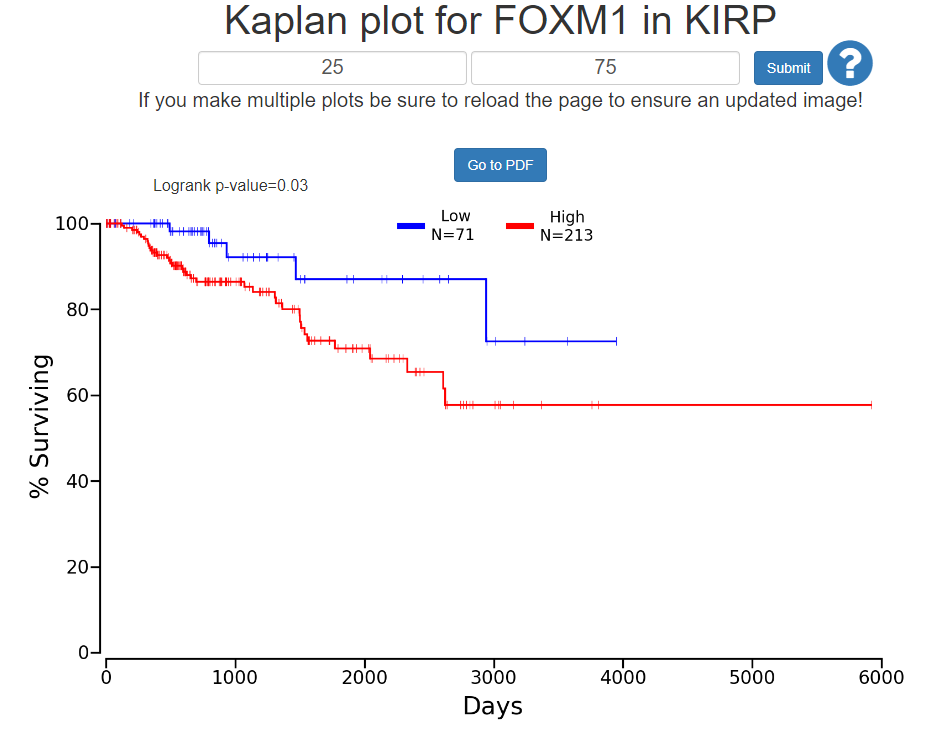 Kaplan plot for FOXM1 in KIRP
25 75 Submit ?
If you make multiple plots be sure to reload the page to ensure an updated image!
Go to PDF
Logrank p-value=0.03
Low
N=71
High
N=213
100
80
60
40
20
0
% Surviving
0 1000 2000 3000 4000 5000 6000
Days